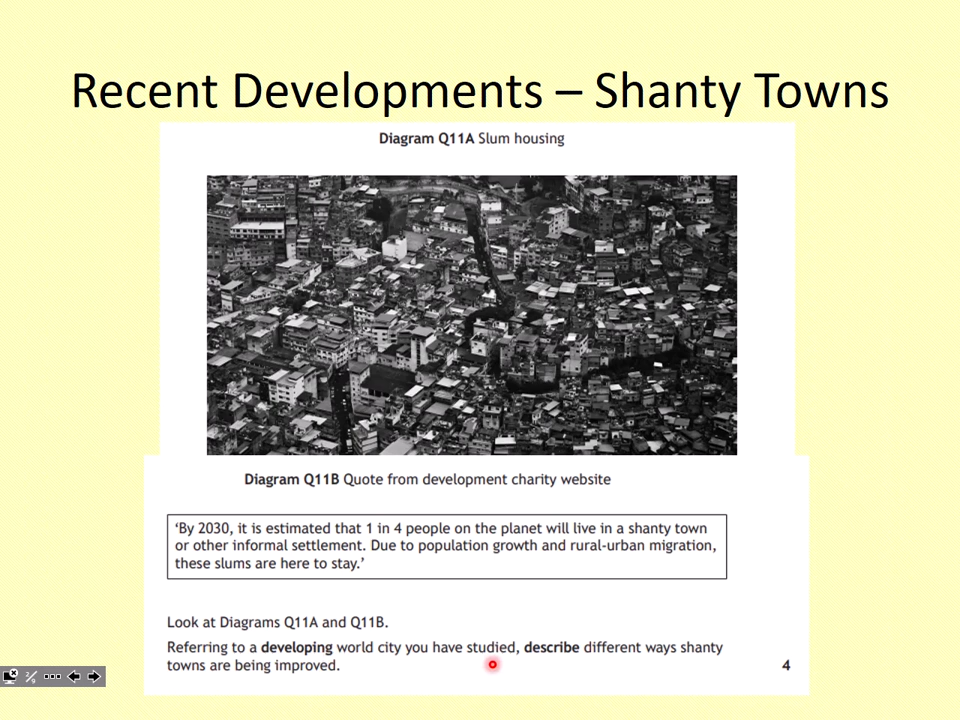 Recent Developments – Shanty Towns
Diagram Q11A Slum housing
Diagram Q11B Quote from development charity website
‘By 2030, it is estimated that 1 in 4 people on the planet will live in a shanty town
or other informal settlement. Due to population growth and rural-urban migration,
these slums are here to stay.’
Look at Diagrams Q11A and Q11B.
Referring to a developing world city you have studied, describe different ways shanty
towns are being improved.
4